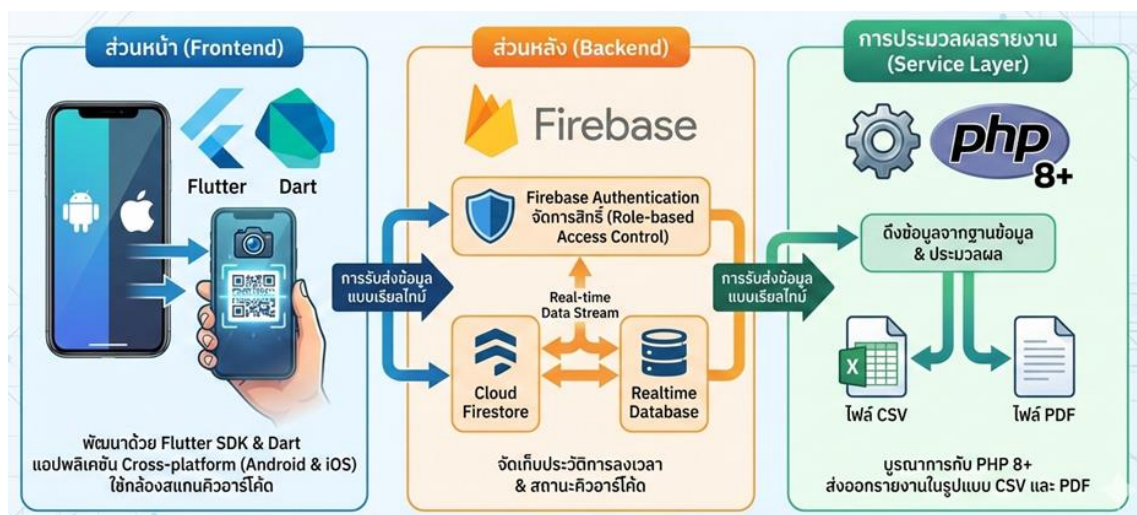 ส่วนหน้า (Frontend)
Flutter
Dart
พัฒนาด้วย Flutter SDK & Dart
แอปพลิเคชัน Cross-platform (Android & iOS)
ใช้กล้องสแกนคิวอาร์โค้ด
การรับส่งข้อมูล
แบบเรียลไทม์
ส่วนหลัง (Backend)
Firebase
Firebase Authentication
จัดการสิทธิ์ (Role-based
Access Control)
Real-time
Data Stream
Cloud
Firestore
Realtime
Database
จัดเก็บประวัติการลงเวลา
& สถานะคิวอาร์โค้ด
การรับส่งข้อมูล
แบบเรียลไทม์
การประมวลผลรายงาน
(Service Layer)
php
8+
ดึงข้อมูลจากฐานข้อมูล
& ประมวลผล
X
ไฟล์ CSV
ไฟล์ PDF
บูรณาการกับ PHP 8+
ส่งออกรายงานในรูปแบบ CSV และ PDF